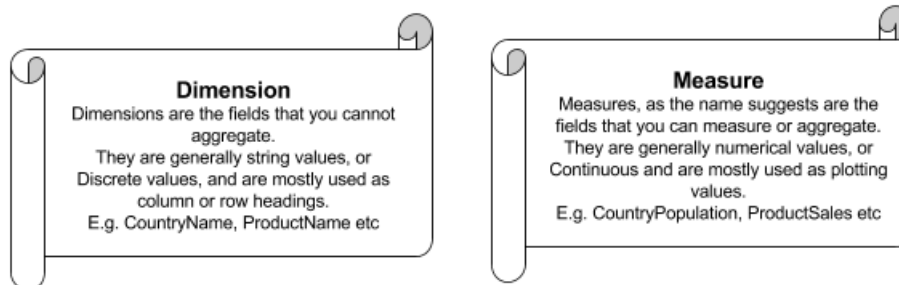 Dimension
Dimensions are the fields that you cannot
aggregate.
They are generally string values, or
Discrete values, and are mostly used as
column or row headings.
E.g. CountryName, ProductName etc
Measure
Measures, as the name suggests are the
fields that you can measure or aggregate.
They are generally numerical values, or
Continuous and are mostly used as plotting
values.
E.g. CountryPopulation, ProductSales etc